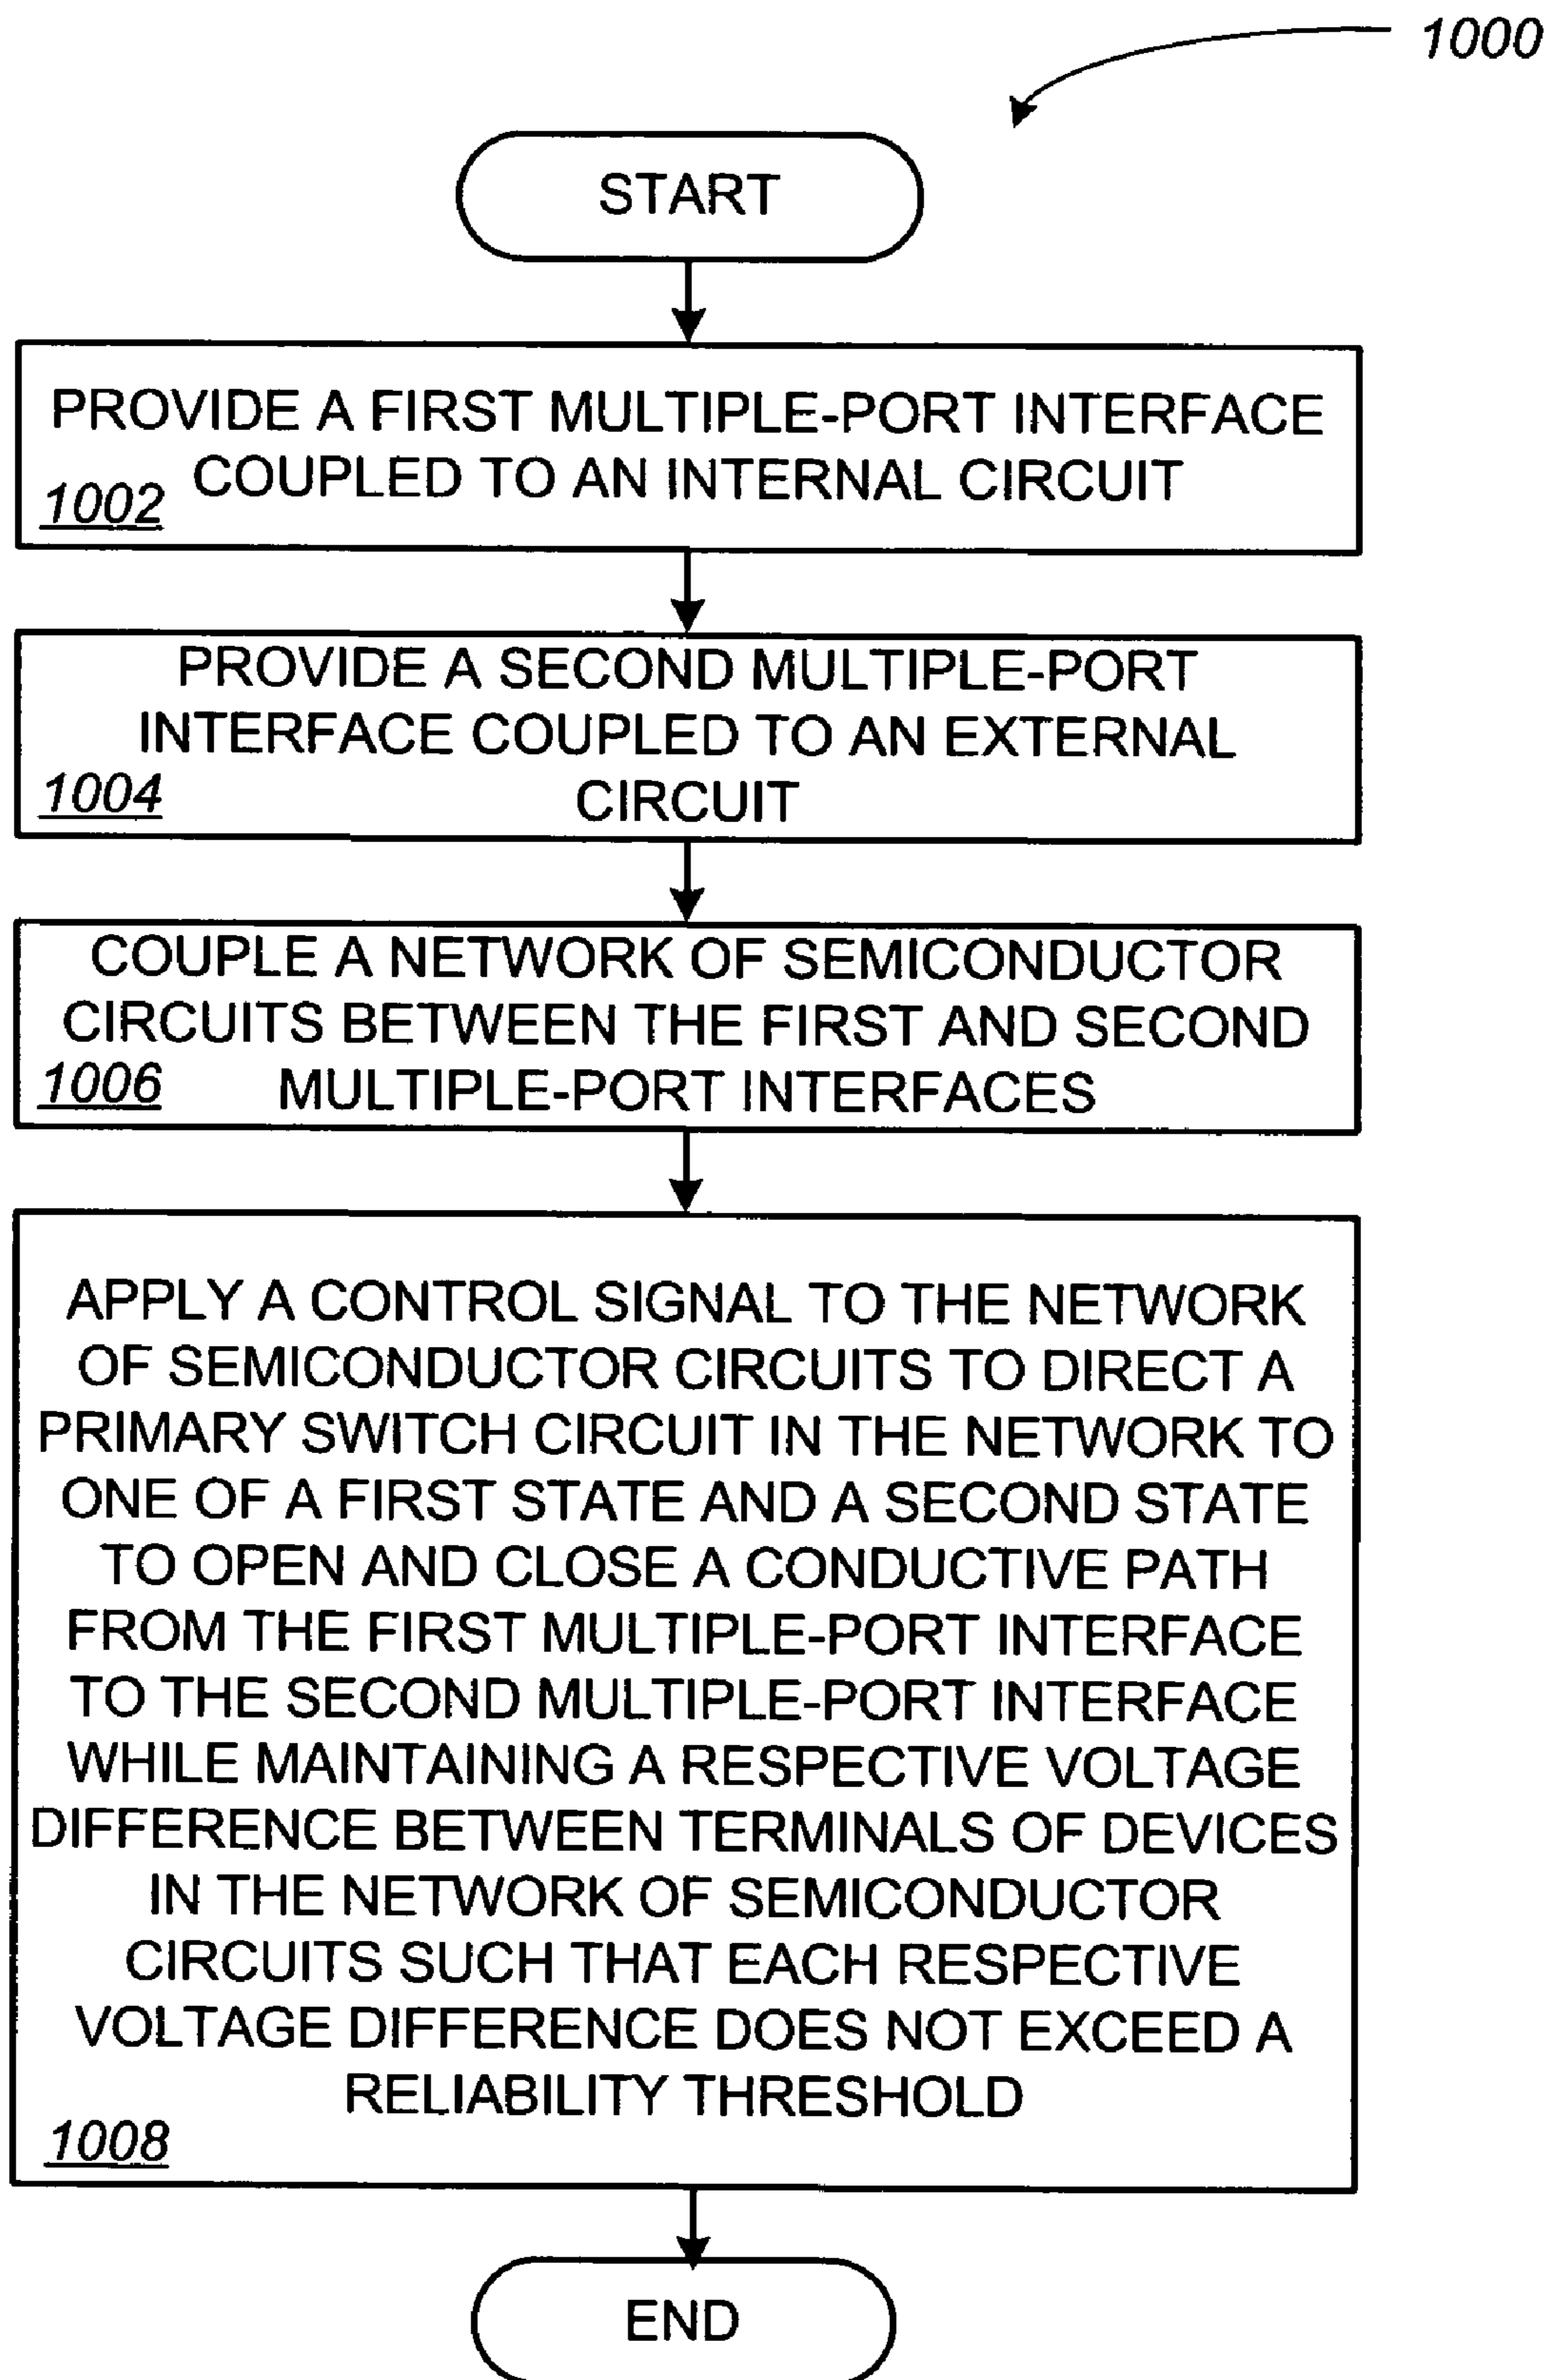 1000
START
PROVIDE A FIRST MULTIPLE-PORT INTERFACE
COUPLED TO AN INTERNAL CIRCUIT
1002
PROVIDE A SECOND MULTIPLE-PORT
INTERFACE COUPLED TO AN EXTERNAL
CIRCUIT
1004
COUPLE A NETWORK OF SEMICONDUCTOR
CIRCUITS BETWEEN THE FIRST AND SECOND
MULTIPLE-PORT INTERFACES
1006
APPLY A CONTROL SIGNAL TO THE NETWORK
OF SEMICONDUCTOR CIRCUITS TO DIRECT A
PRIMARY SWITCH CIRCUIT IN THE NETWORK TO
ONE OF A FIRST STATE AND A SECOND STATE
TO OPEN AND CLOSE A CONDUCTIVE PATH
FROM THE FIRST MULTIPLE-PORT INTERFACE
TO THE SECOND MULTIPLE-PORT INTERFACE
WHILE MAINTAINING A RESPECTIVE VOLTAGE
DIFFERENCE BETWEEN TERMINALS OF DEVICES
IN THE NETWORK OF SEMICONDUCTOR
CIRCUITS SUCH THAT EACH RESPECTIVE
VOLTAGE DIFFERENCE DOES NOT EXCEED A
RELIABILITY THRESHOLD
1008
END